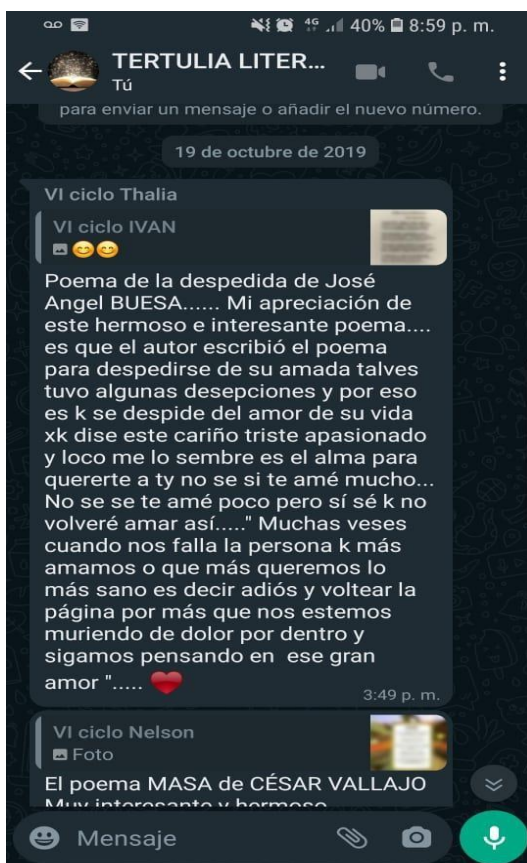 4G 40% 8:59 p. m.
TERTULIA LITER...
Tú
para enviar un mensaje o añadir el nuevo número.
19 de octubre de 2019
VI ciclo Thalia
VI ciclo IVAN
😊😊
Poema de la despedida de José
Angel BUESA...... Mi apreciación de
este hermoso e interesante poema....
es que el autor escribió el poema
para despedirse de su amada talves
tuvo algunas desepciones y por eso
es k se despide del amor de su vida
xk dise este cariño triste apasionado
y loco me lo sembre es el alma para
quererte a ty no se si te amé mucho...
No se se te amé poco pero sí sé k no
volveré amar así....." Muchas veses
cuando nos falla la persona k más
amamos o que más queremos lo
más sano es decir adiós y voltear la
página por más que nos estemos
muriendo de dolor por dentro y
sigamos pensando en ese gran
amor "..... ❤️
3:49 p. m.
VI ciclo Nelson
Foto
El poema MASA de CÉSAR VALLAJO
Muy interesante y hermoso
Mensaje